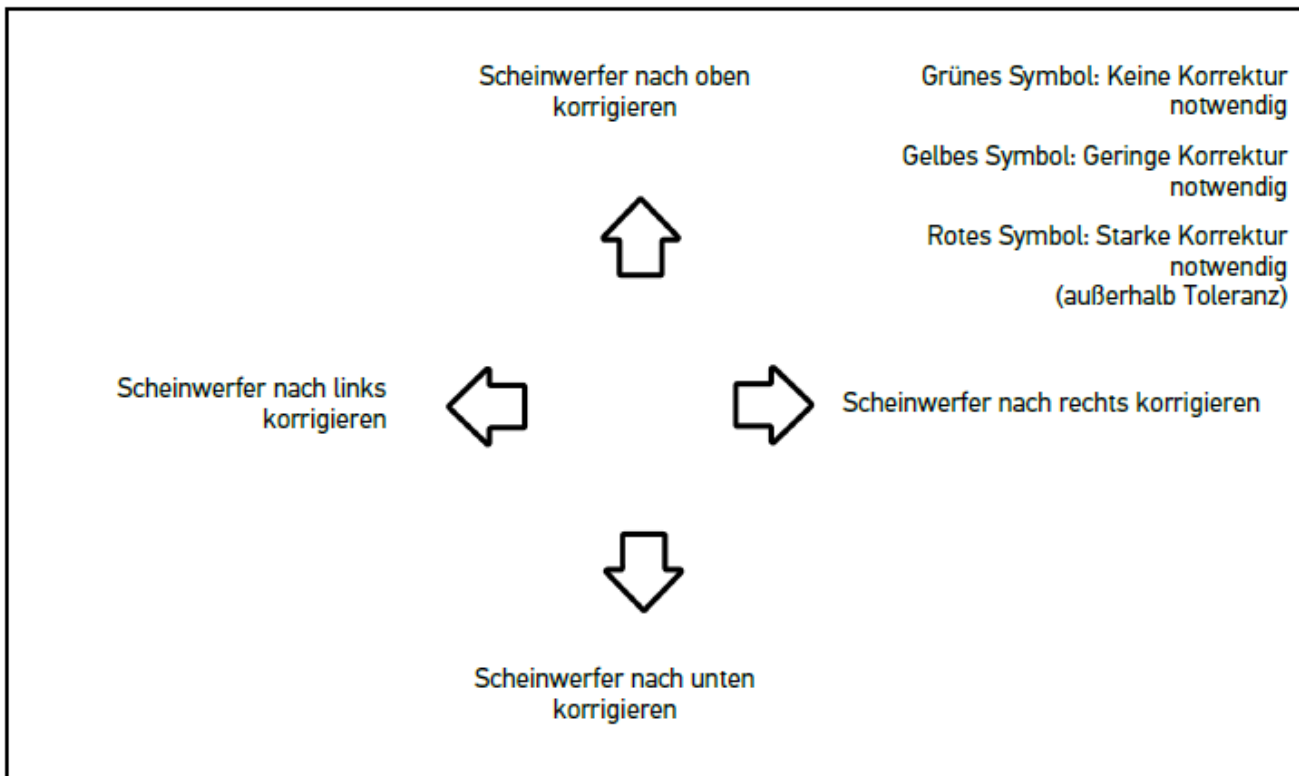 Scheinwerfer nach oben
korrigieren
Grünes Symbol: Keine Korrektur
notwendig
Gelbes Symbol: Geringe Korrektur
notwendig
Rotes Symbol: Starke Korrektur
notwendig
(außerhalb Toleranz)
Scheinwerfer nach links
korrigieren
Scheinwerfer nach rechts korrigieren
Scheinwerfer nach unten
korrigieren